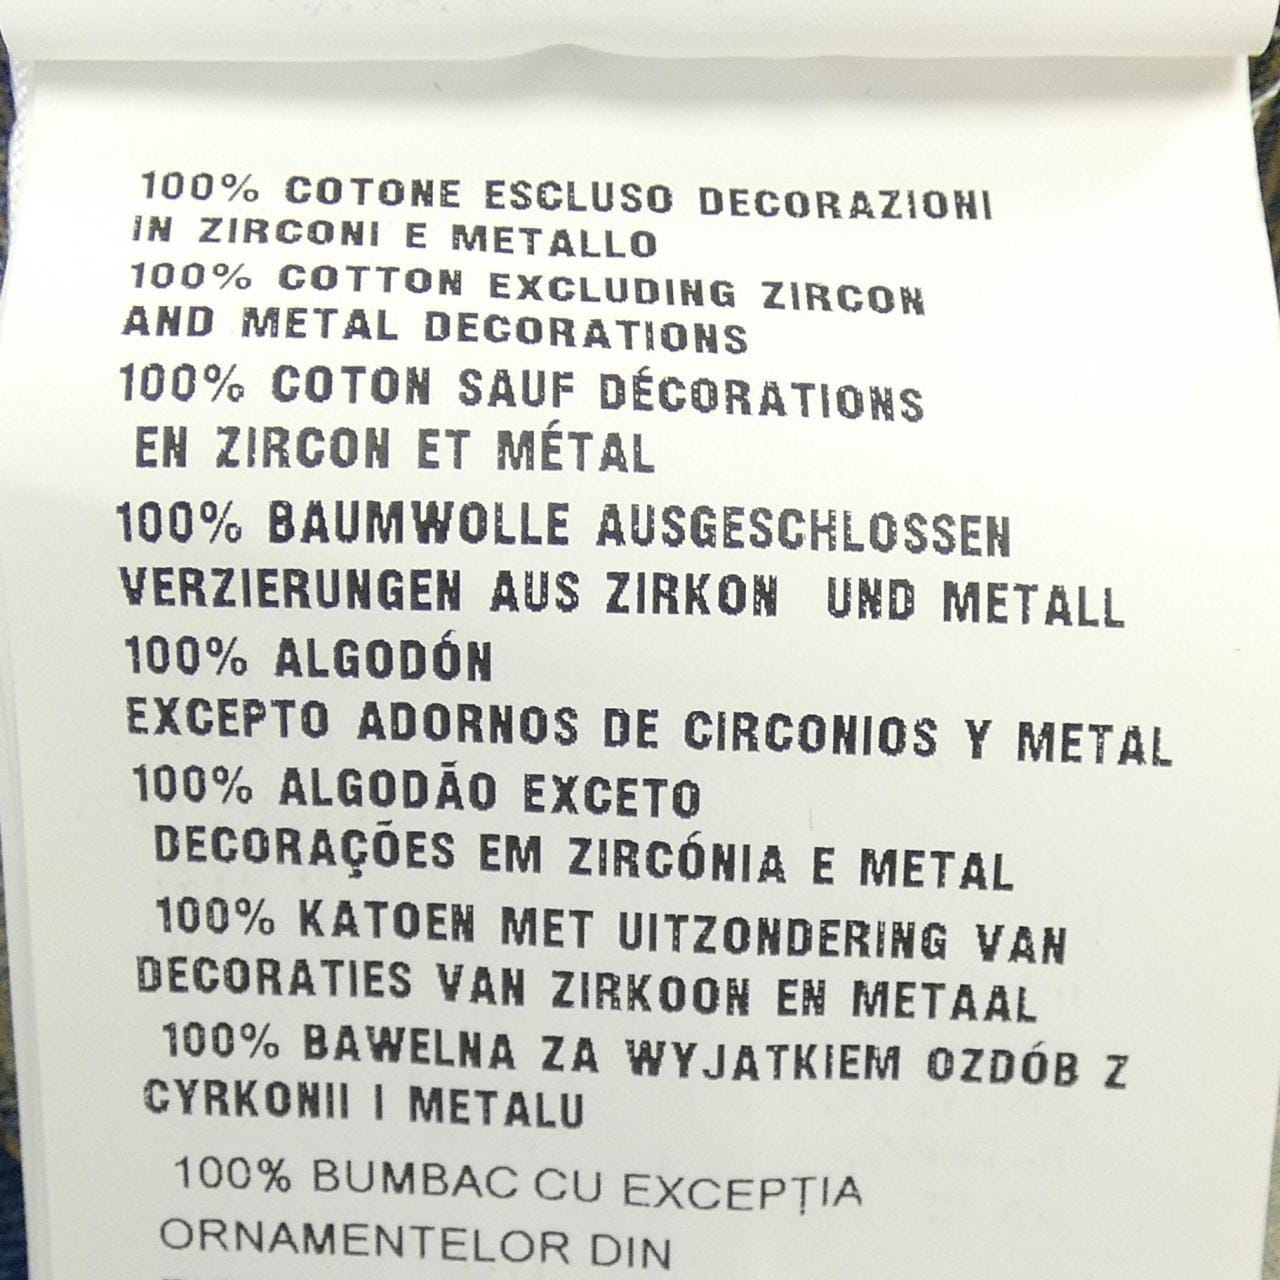 100% COTONE ESCLUSO DECORAZIONI
IN ZIRCONI E METALLO
100% COTTON EXCLUDING ZIRCON
AND METAL DECORATIONS
100% COTON SAUF DÉCORATIONS
EN ZIRCON ET MÉTAL
100% BAUMWOLLE AUSGESCHLOSSEN
VERZIERUNGEN AUS ZIRKON UND METALL
100% ALGODÓN
EXCEPTO ADORNOS DE CIRCONIOS Y METAL
100% ALGODÃO EXCETO
DECORAÇÕES EM ZIRCÓNIA E METAL
100% KATOEN MET UITZONDERING VAN
DECORATIES VAN ZIRKOON EN METAAL
100% BAWELNA ZA WYJATKIEM OZDÓB Z
CYRKONII I METALU
100% BUMBAC CU EXCEPȚIA
ORNAMENTELOR DIN